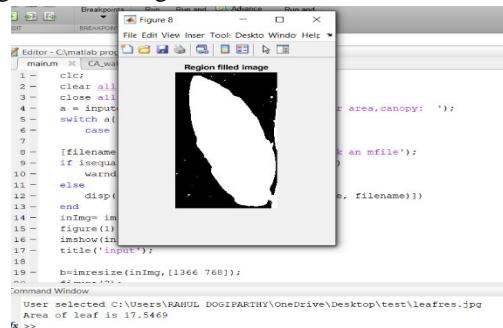 Breakpoints Run Run and Advance Run and
EDIT BREAKPOIN
Figure 8
File Edit View Inser Tool: Deskto Windo Help
Region filled image
Editor - C:\matlab prog
main.m CA_wat
1 - clc;
2 - clear all
3 - close all
4 - a = input r area,canopy: ');
5 - switch a(
6 - case
7
8 - [filename k an mfile');
9 - if isequa )
10 - warnd
11 - else
12 - disp( e, filename)])
13 - end
14 - inImg= im
15 - figure(1)
16 - imshow(in
17 - title('input');
18
19 - b=imresize(inImg,[1366 768]);
Command Window
User selected C:\Users\RAHUL DOGIPARTHY\OneDrive\Desktop\test\leafres.jpg
Area of leaf is 17.5469
fx >>